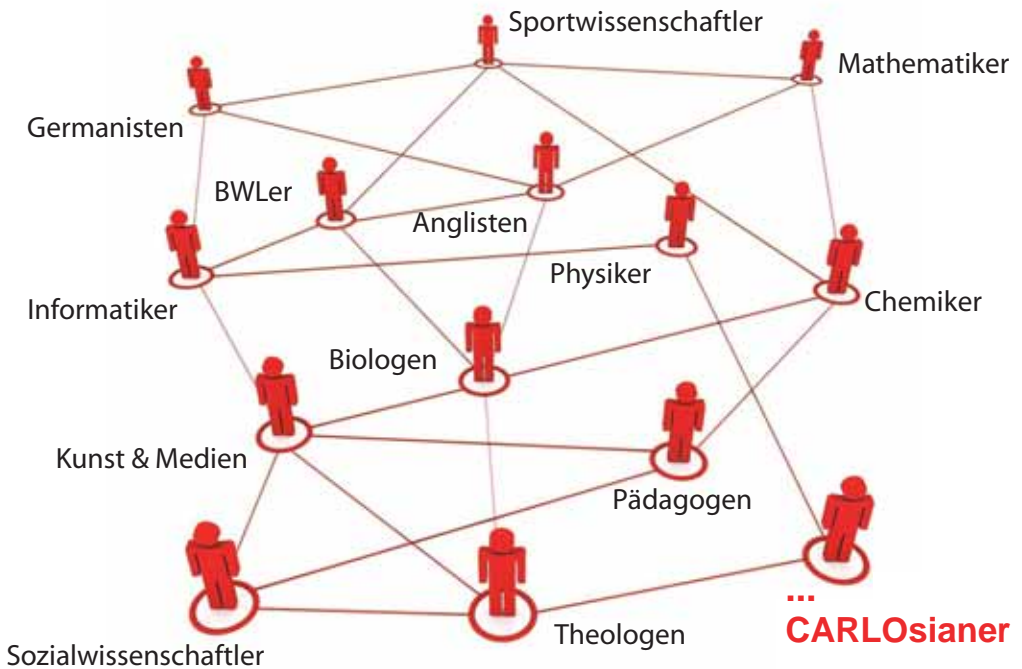 Sportwissenschaftler
Mathematiker
Germanisten
BWLer
Anglisten
Physiker
Informatiker
Chemiker
Biologen
Kunst & Medien
Pädagogen
...
CARLOsianer
Theologen
Sozialwissenschaftler